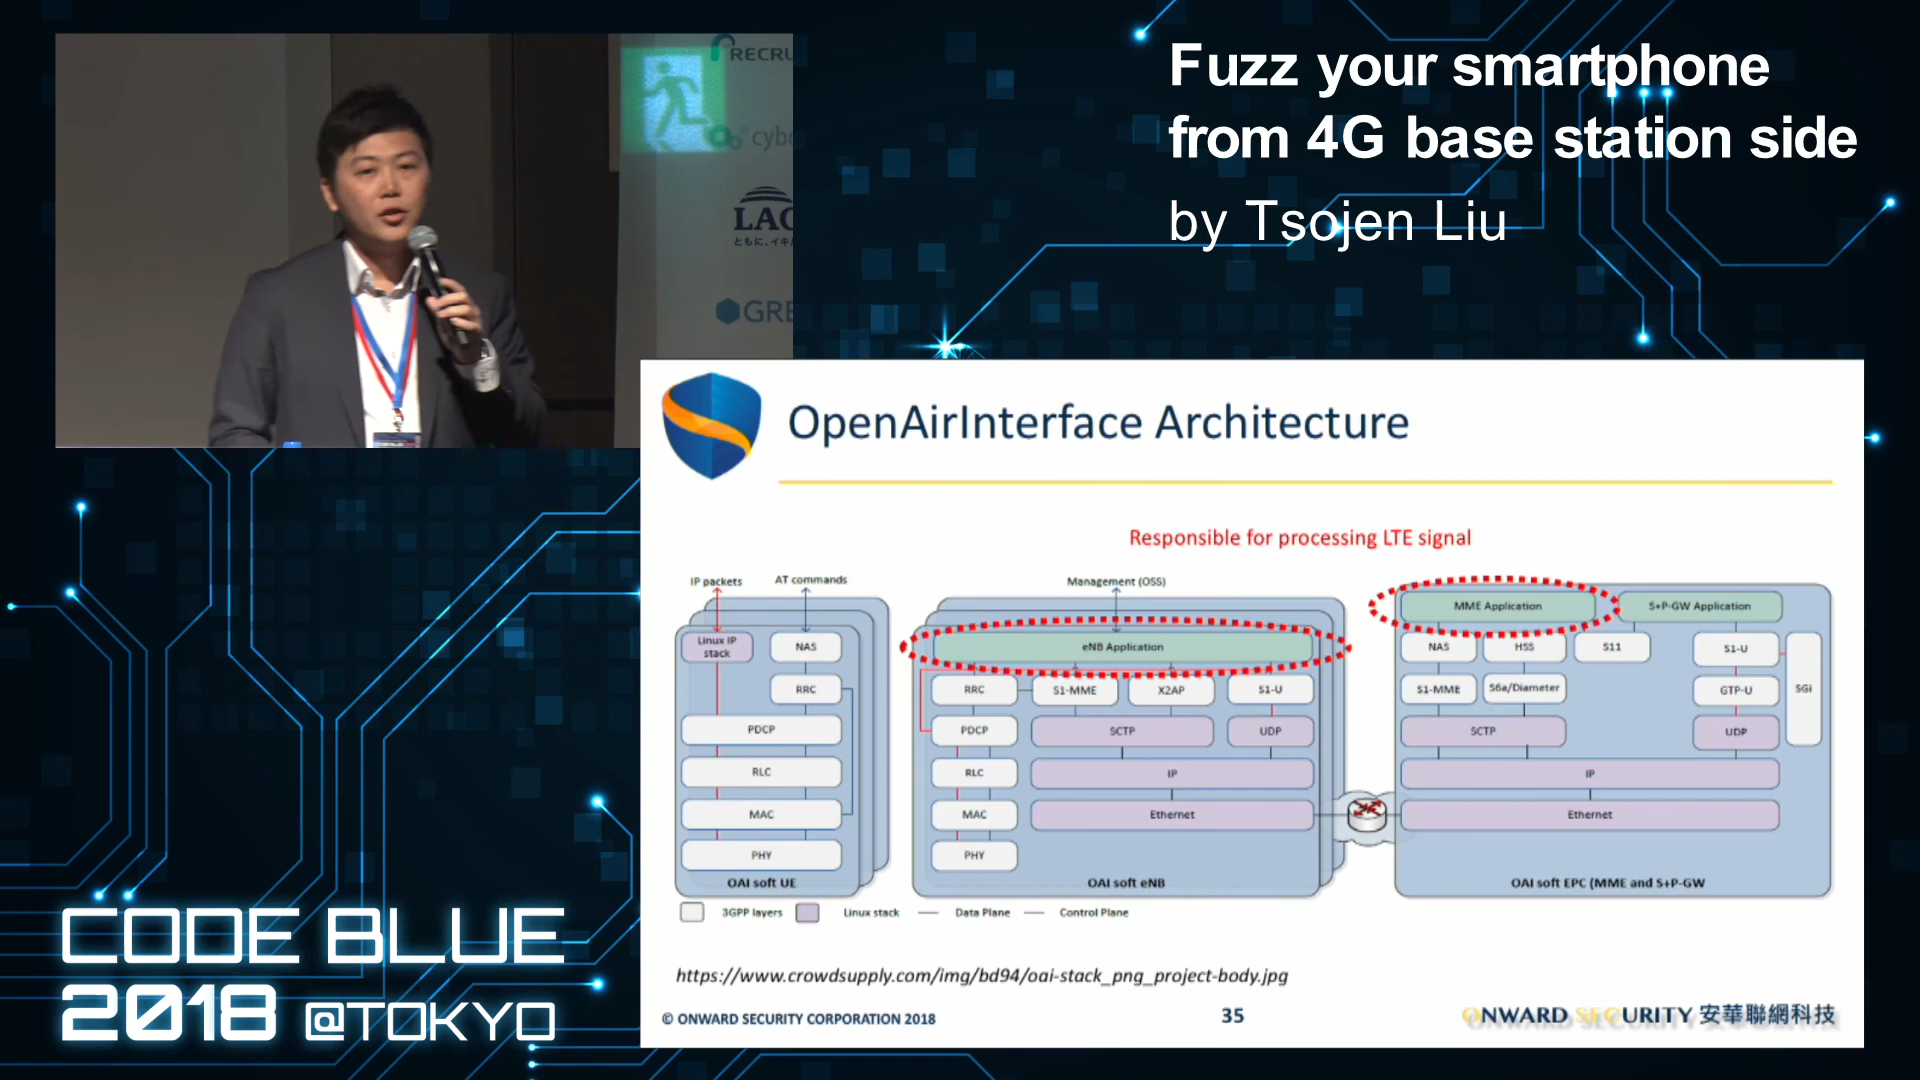 Fuzz your smartphone
from 4G base station side
by Tsojen Liu
RECRU
cybo
LAC
ともに、イキ
GRE
OpenAirInterface Architecture
Responsible for processing LTE signal
IP packets
AT commands
Management (OSS)
Linux IP
stack
NAS
RRC
PDCP
RLC
MAC
PHY
OAI soft UE
eNB Application
RRC
S1-MME
X2AP
S1-U
PDCP
SCTP
UDP
RLC
IP
MAC
Ethernet
PHY
OAI soft eNB
MME Application
S+P-GW Application
NAS
HSS
S11
S1-U
S1-MME
S6a/Diameter
GTP-U
SGi
SCTP
UDP
IP
Ethernet
OAI soft EPC (MME and S+P-GW
3GPP layers
Linux stack
Data Plane
Control Plane
https://www.crowdsupply.com/img/bd94/oai-stack_png_project-body.jpg
© ONWARD SECURITY CORPORATION 2018
35
ONWARD SECURITY 安華聯網科技
CODE BLUE
2018 @TOKYO